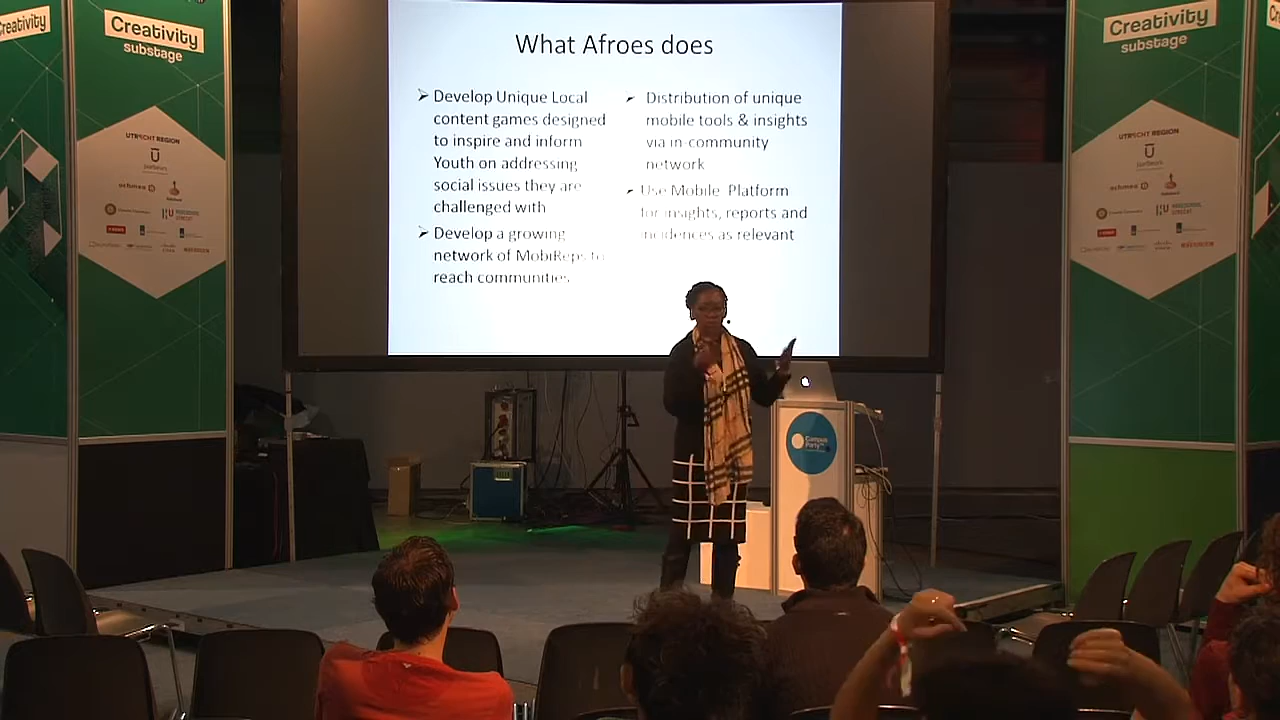 What Afroes does
➢ Develop Unique Local
content games designed
to inspire and inform
Youth on addressing
social issues they are
challenged with
➢ Develop a growing
network of MobiReps to
reach communities.
➢ Distribution of unique
mobile tools & insights
via in-community
network
➢ Use Mobile Platform
for insights, reports and
incidences as relevant
Creativity
Creativity
substage
UTRECHT REGION
Creativity
substage
UTRECHT REGION
Campus
Party